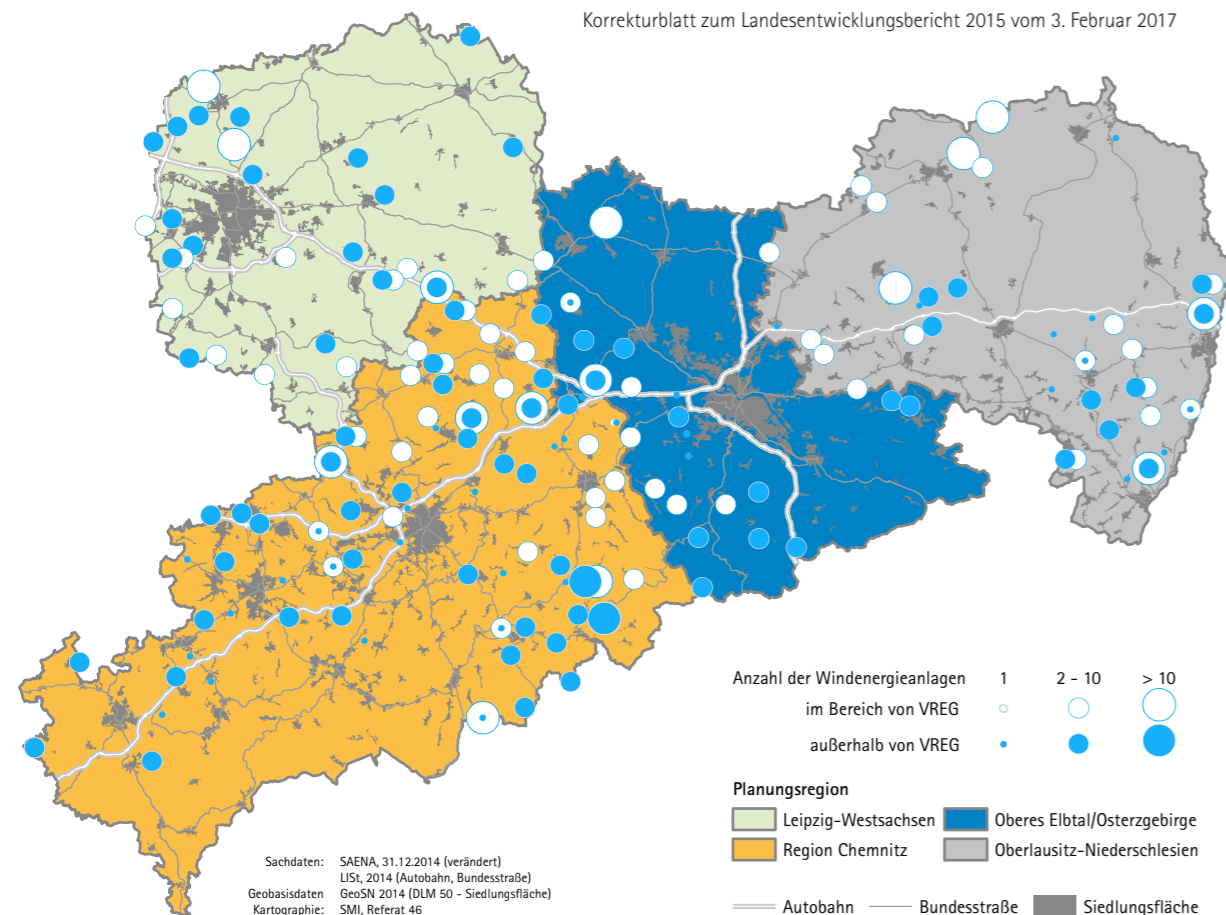 Korrekturblatt zum Landesentwicklungsbericht 2015 vom 3. Februar 2017
Anzahl der Windenergieanlagen 1 2 - 10 > 10
im Bereich von VREG
außerhalb von VREG
Planungsregion
Leipzig-Westsachsen Oberes Elbtal/Osterzgebirge
Region Chemnitz Oberlausitz-Niederschlesien
Autobahn Bundesstraße Siedlungsfläche
Sachdaten: SAENA, 31.12.2014 (verändert)
LISt, 2014 (Autobahn, Bundesstraße)
Geobasisdaten GeoSN 2014 (DLM 50 - Siedlungsfläche)
Kartographie: SMI, Referat 46